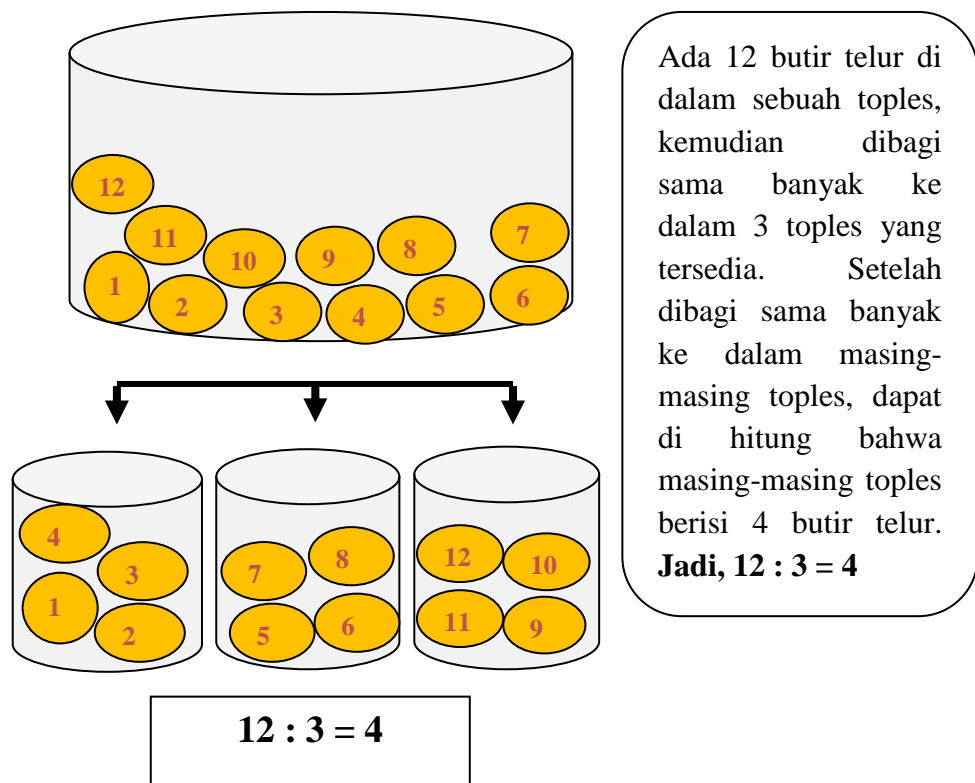 Ada 12 butir telur di
dalam sebuah toples,
kemudian dibagi
sama banyak ke
dalam 3 toples yang
tersedia. Setelah
dibagi sama banyak
ke dalam masing-
masing toples, dapat
di hitung bahwa
masing-masing toples
berisi 4 butir telur.
Jadi, 12 : 3 = 4
12
11
10
9
8
7
1
2
3
4
5
6
4
3
1
2
7
8
5
6
12
10
11
9
12 : 3 = 4